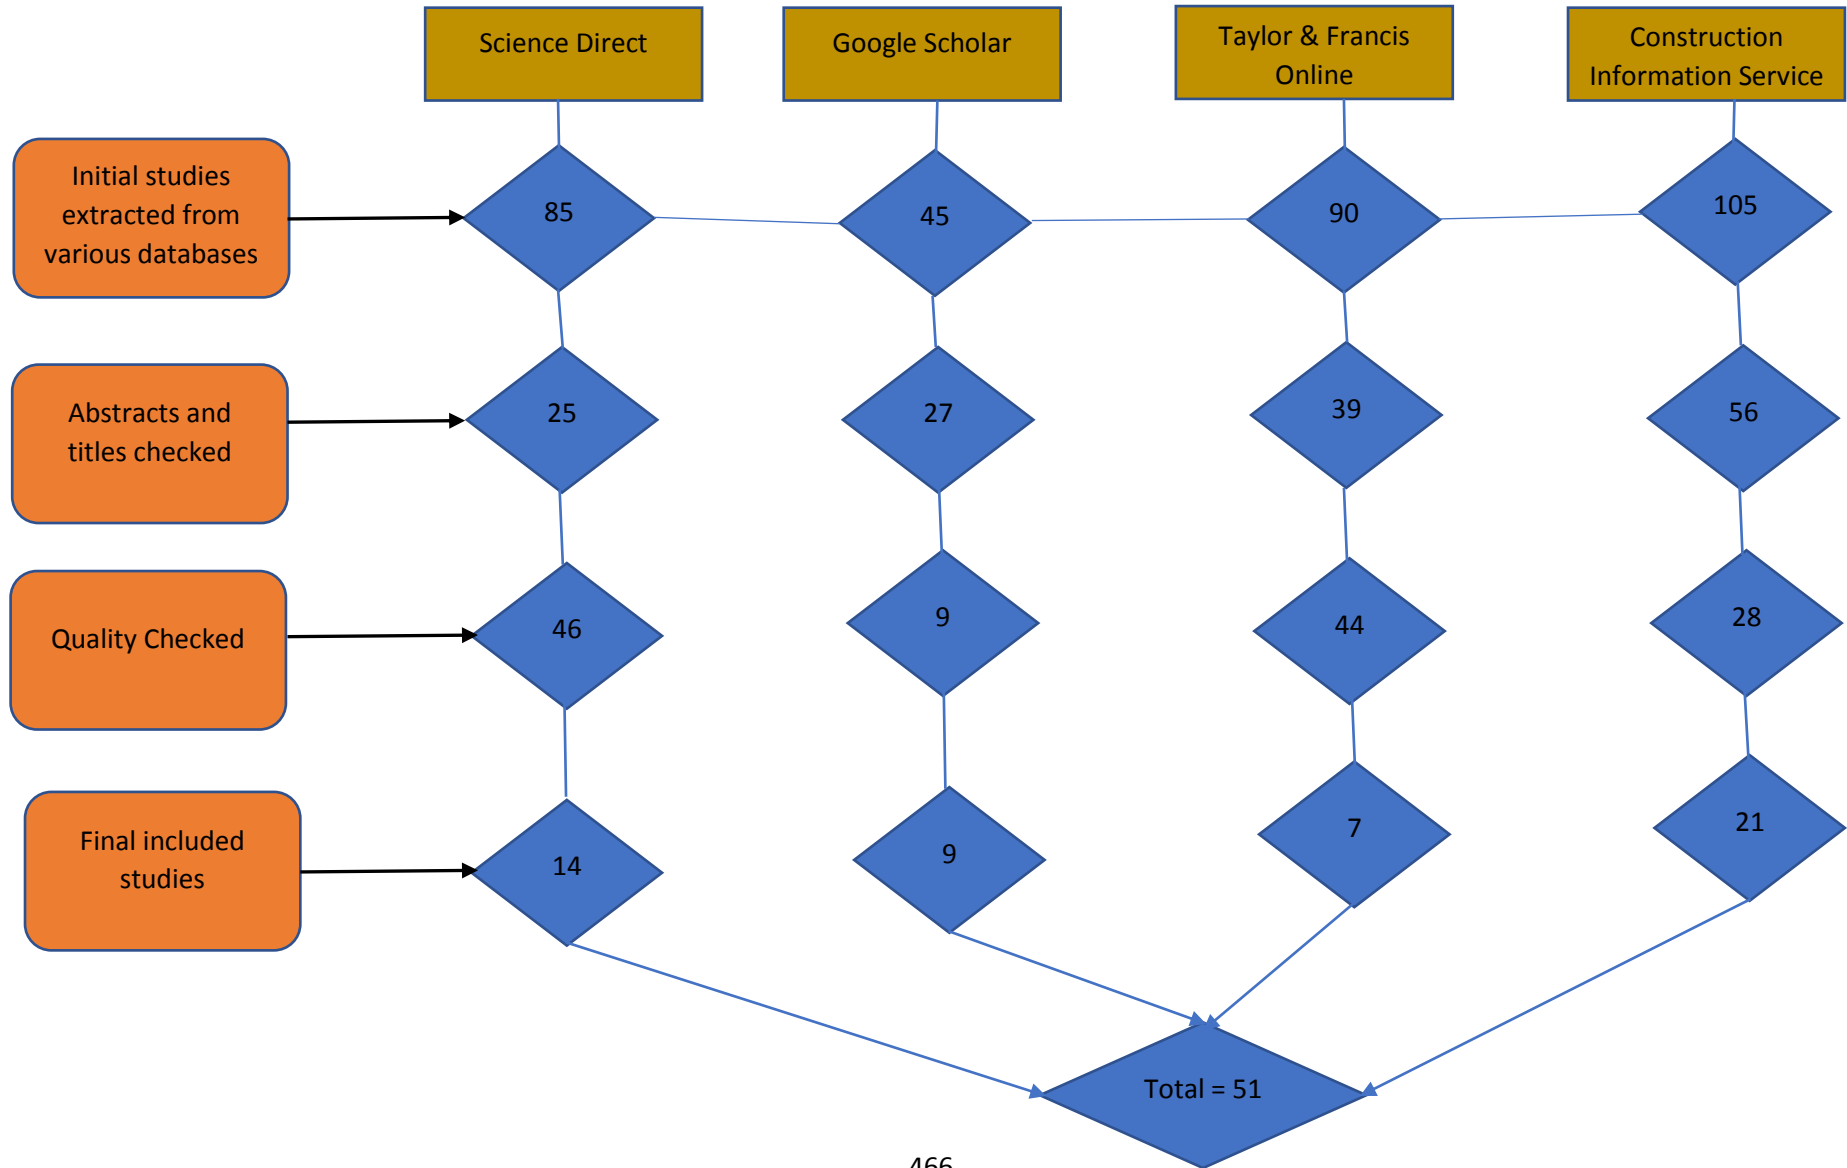 Science Direct
Google Scholar
Taylor & Francis
Online
Construction
Information Service
Initial studies
extracted from
various databases
85
45
90
105
Abstracts and
titles checked
25
27
39
56
Quality Checked
46
9
44
28
Final included
studies
14
9
7
21
Total = 51
466